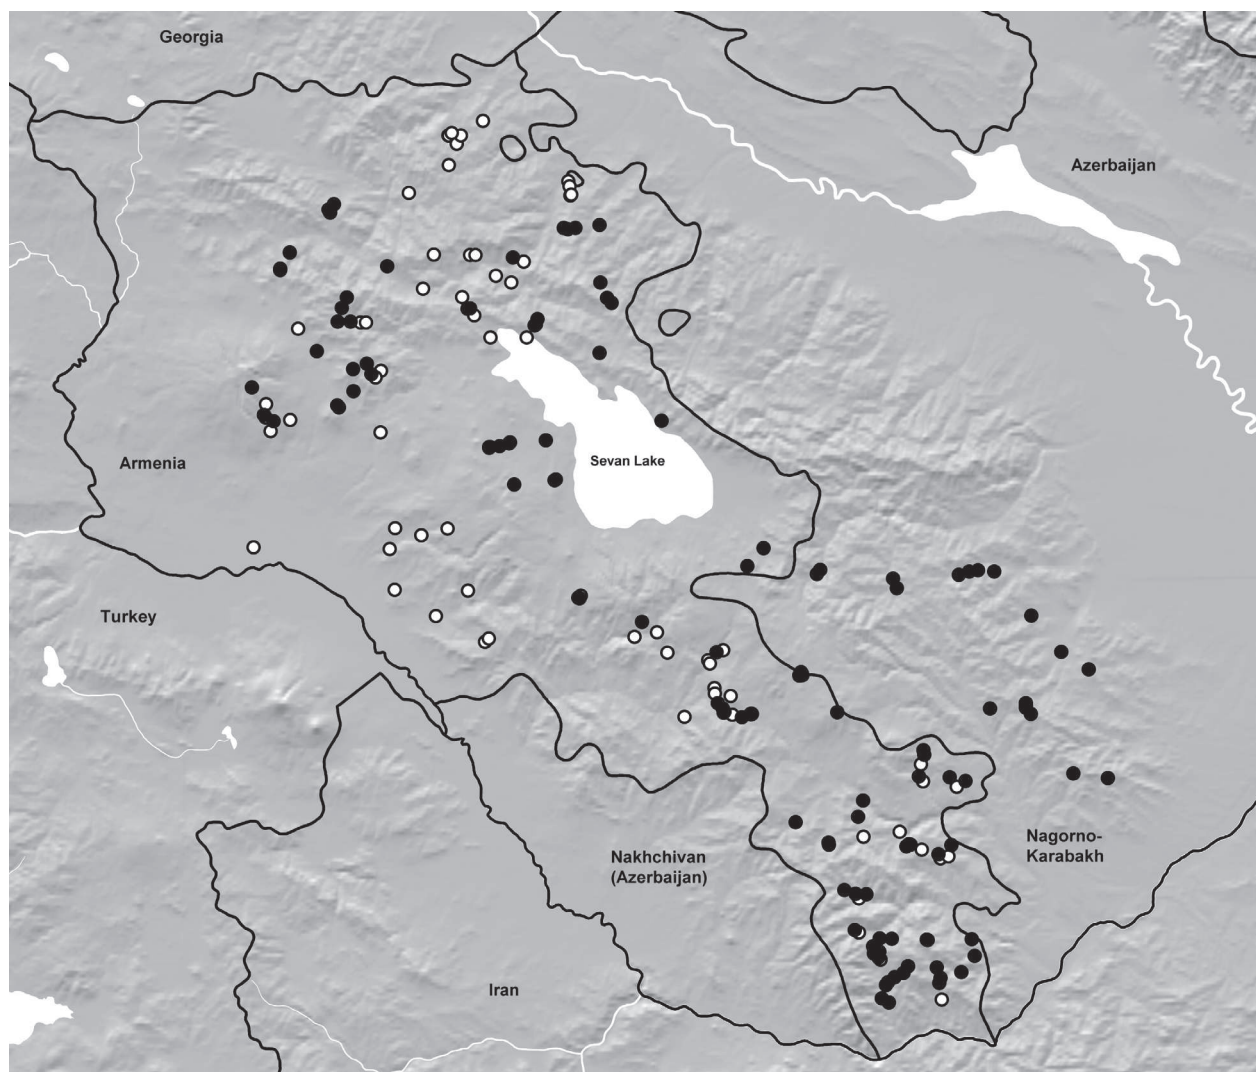 Georgia
Azerbaijan
Armenia
Sevan Lake
Turkey
Nagorno-
Karabakh
Nakhchivan
(Azerbaijan)
Iran